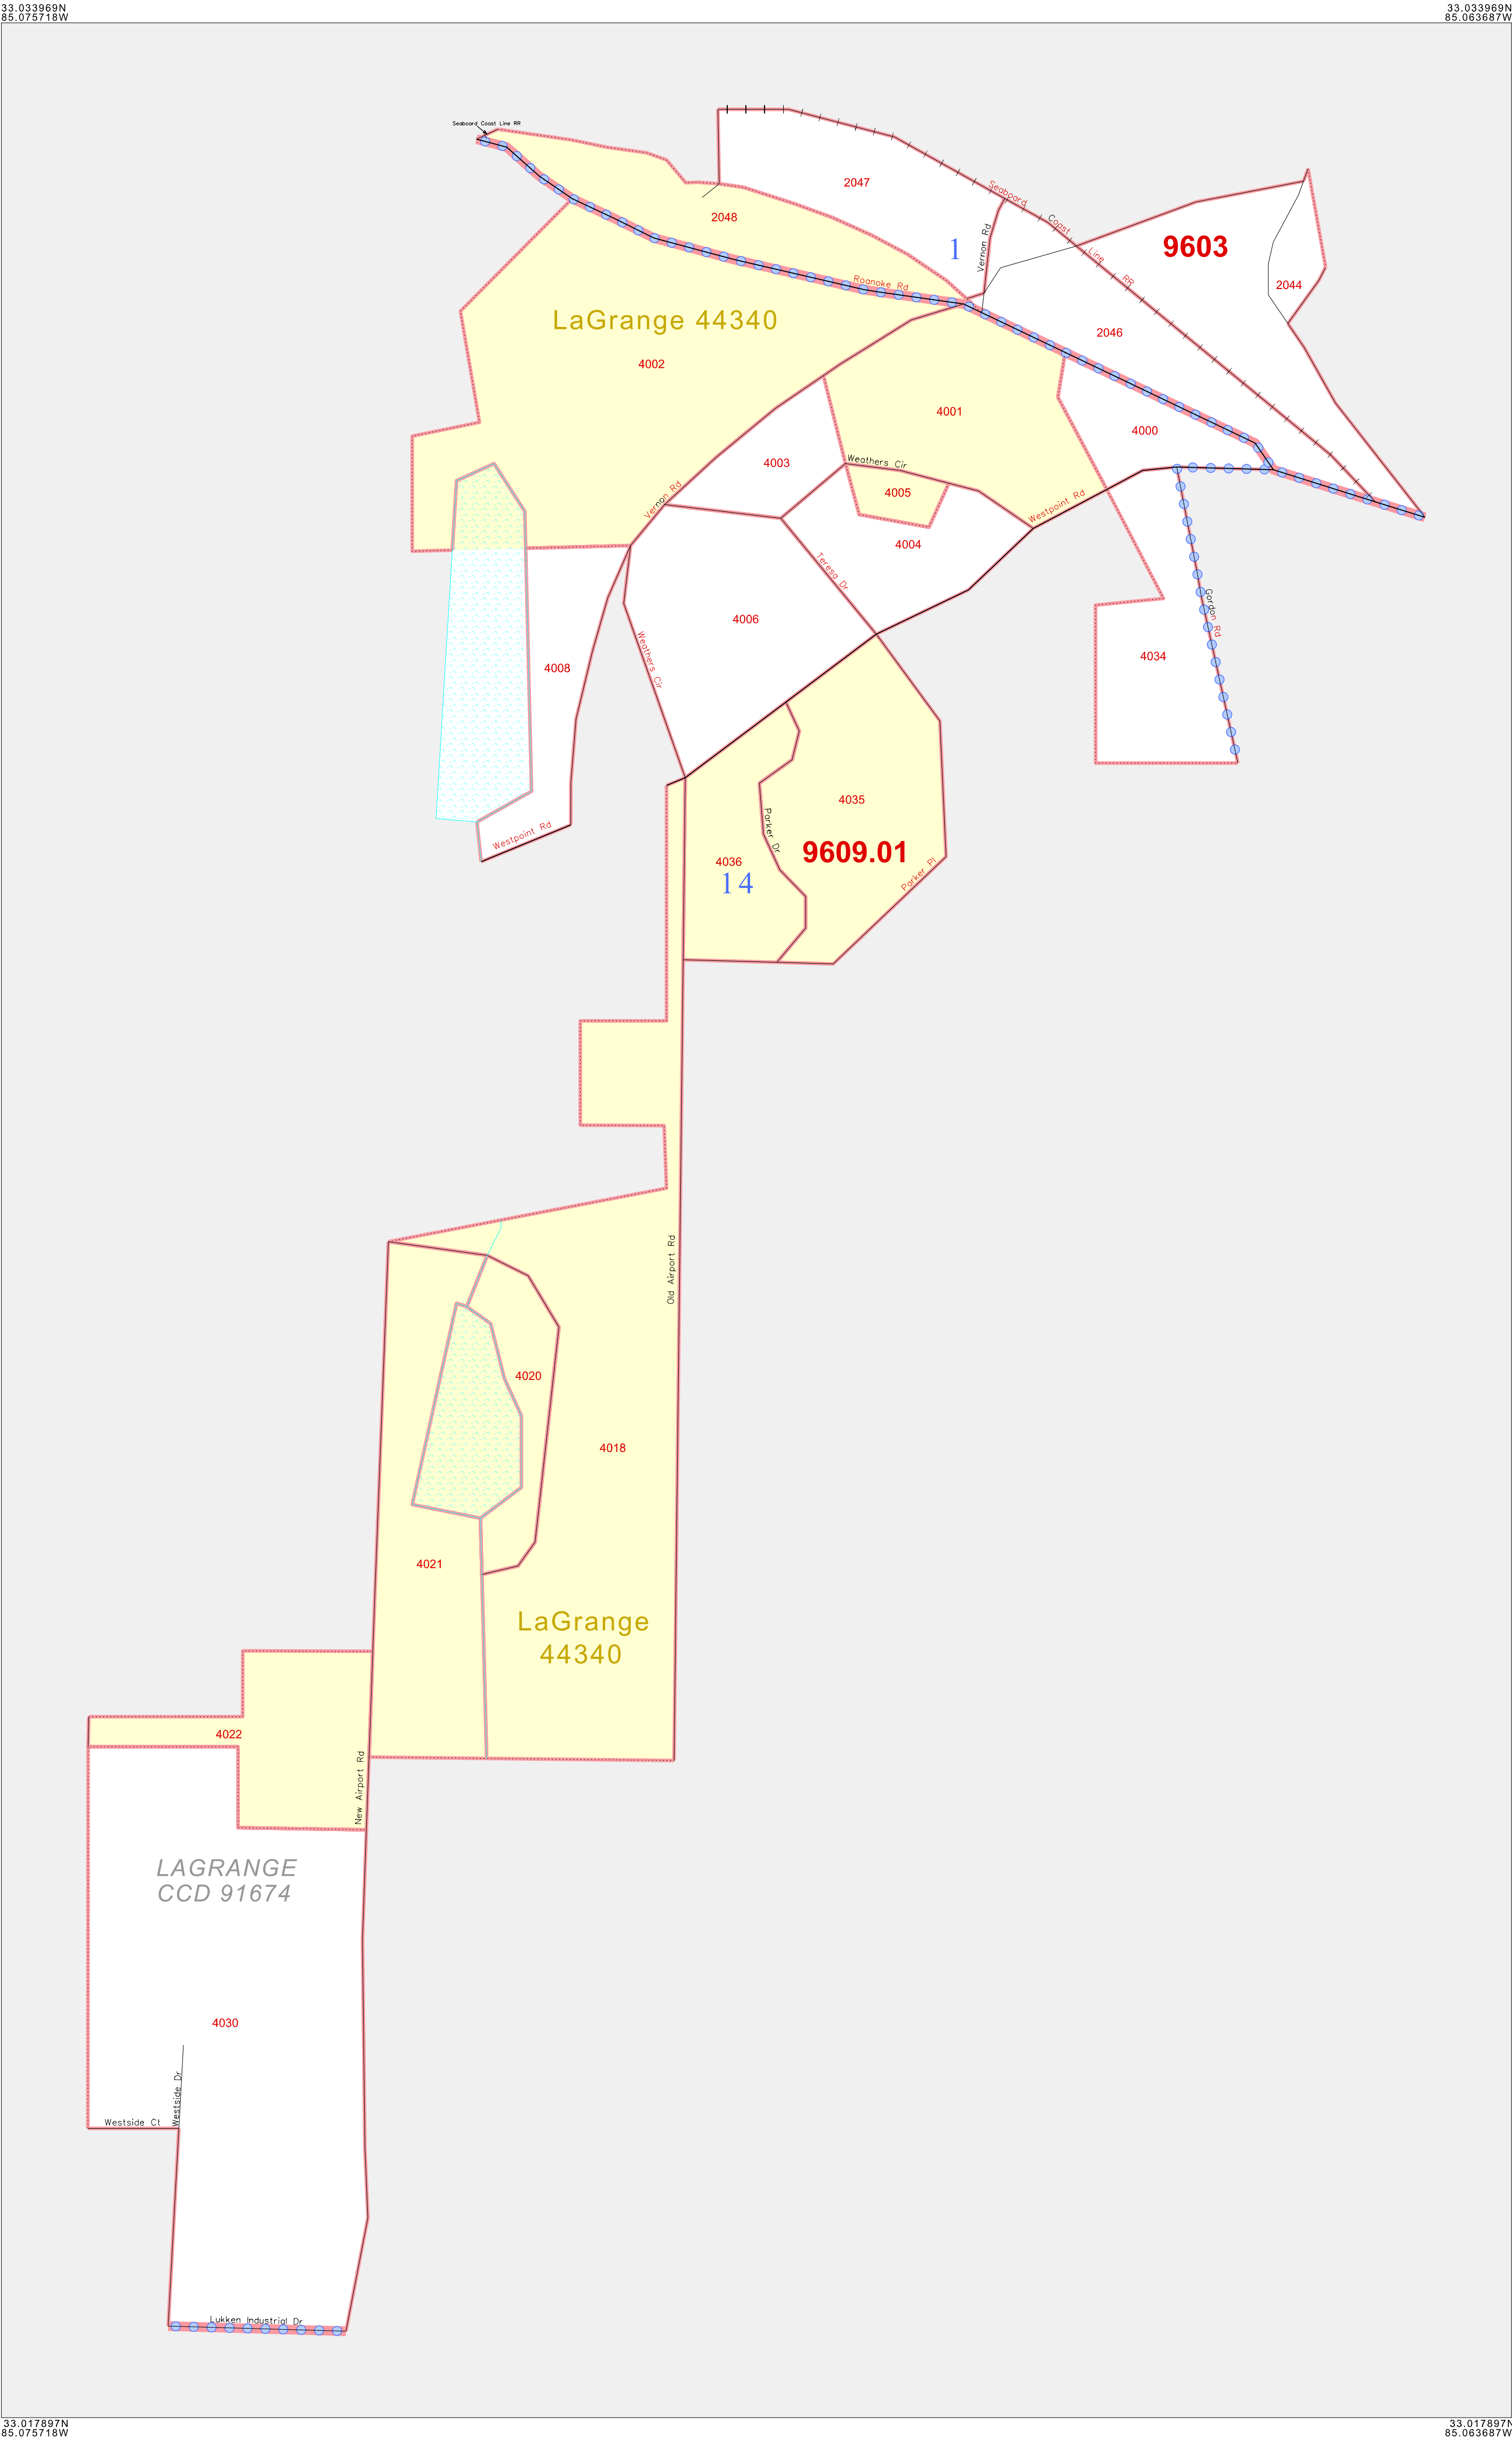 33.033969N
85.075718W
33.033969N
85.063687W
Seaboard Coast Line RR
2047
Seaboard Coast Line RR
2048
Vernon Rd
1
9603
2044
Roanoke Rd
LaGrange 44340
2046
4002
4001
4000
Weathers Cir
4003
4005
Vernon Rd
Westpoint Rd
4004
Teresa Dr
Gordon Rd
4006
Weathers Cir
4008
4034
Westpoint Rd
4035
Parker Dr
4036
9609.01
14
Parker Pl
Old Airport Rd
4020
4018
4021
LaGrange
44340
4022
New Airport Rd
LAGRANGE
CCD 91674
4030
Westside Dr
Westside Ct
Lukken Industrial Dr
33.017897N
85.075718W
33.017897N
85.063687W